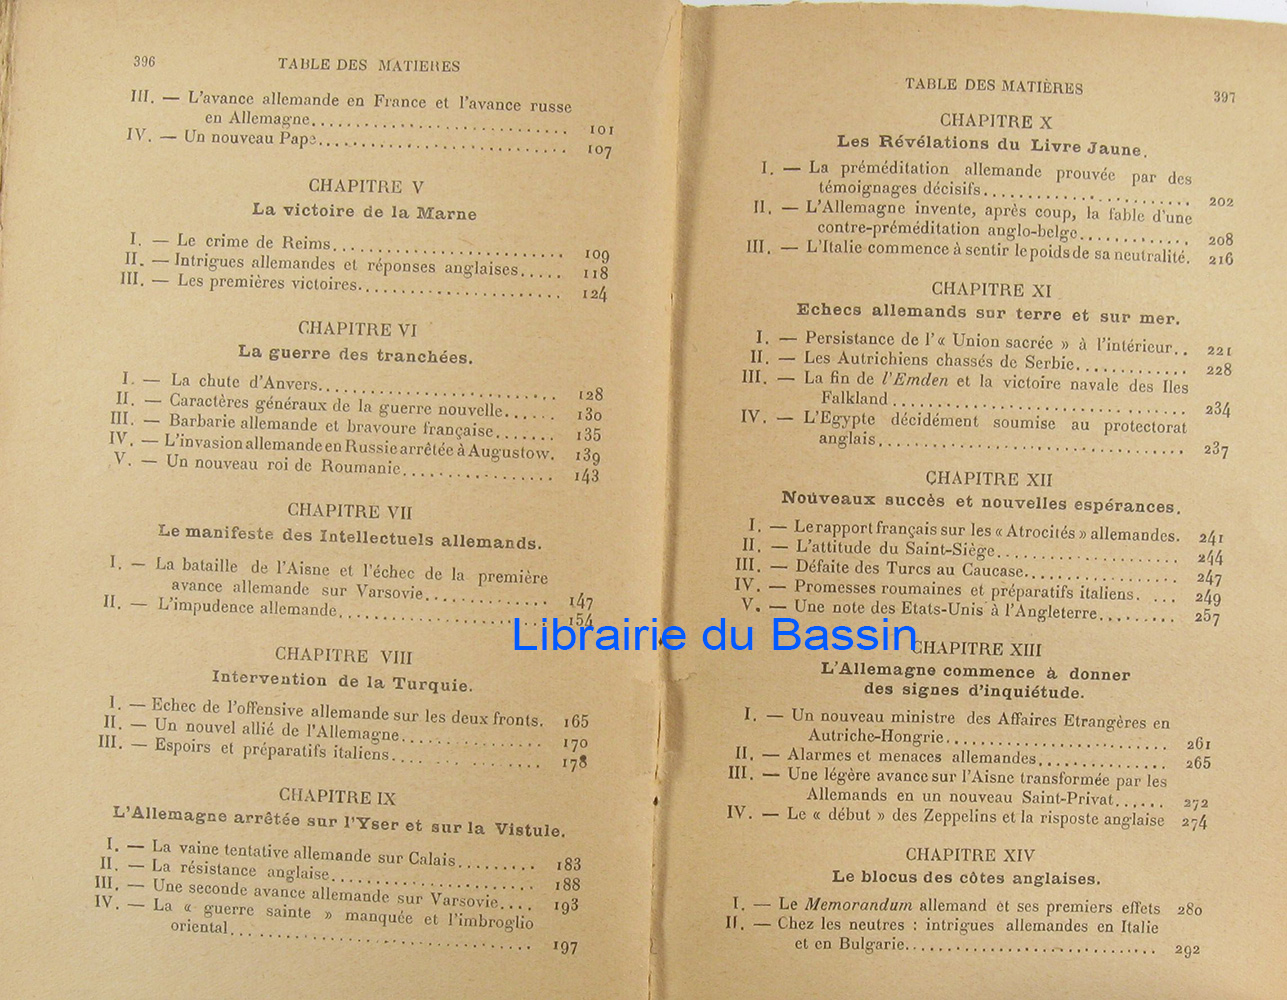 396
TABLE DES MATIERES
III. — L'avance allemande en France et l'avance russe
en Allemagne. 101
IV. — Un nouveau Pape. 107
CHAPITRE V
La victoire de la Marne
I. — Le crime de Reims. 109
II. — Intrigues allemandes et réponses anglaises. 118
III. — Les premières victoires. 124
CHAPITRE VI
La guerre des tranchées.
I. — La chute d'Anvers. 128
II. — Caractères généraux de la guerre nouvelle. 130
III. — Barbarie allemande et bravoure française. 135
IV. — L'invasion allemande en Russie arrêtée à Augustow. 139
V. — Un nouveau roi de Roumanie. 143
CHAPITRE VII
Le manifeste des Intellectuels allemands.
I. — La bataille de l'Aisne et l'échec de la première
avance allemande sur Varsovie. 147
II. — L'impudence allemande. 154
CHAPITRE VIII
Intervention de la Turquie.
I. — Echec de l'offensive allemande sur les deux fronts. 165
II. — Un nouvel allié de l'Allemagne. 170
III. — Espoirs et préparatifs italiens. 178
CHAPITRE IX
L'Allemagne arrêtée sur l'Yser et sur la Vistule.
I. — La vaine tentative allemande sur Calais. 183
II. — La résistance anglaise. 188
III. — Une seconde avance allemande sur Varsovie. 193
IV. — La « guerre sainte » manquée et l'imbroglio
oriental. 197
TABLE DES MATIÈRES
397
CHAPITRE X
Les Révélations du Livre Jaune.
I. — La préméditation allemande prouvée par des
témoignages décisifs. 202
II. — L'Allemagne invente, après coup, la fable d'une
contre-préméditation anglo-belge. 208
III. — L'Italie commence à sentir le poids de sa neutralité. 216
CHAPITRE XI
Echecs allemands sur terre et sur mer.
I. — Persistance de l'« Union sacrée » à l'intérieur. 221
II. — Les Autrichiens chassés de Serbie. 228
III. — La fin de l'Emden et la victoire navale des Iles
Falkland. 234
IV. — L'Egypte décidément soumise au protectorat
anglais. 237
CHAPITRE XII
Nouveaux succès et nouvelles espérances.
I. — Le rapport français sur les « Atrocités » allemandes. 241
II. — L'attitude du Saint-Siège. 244
III. — Défaite des Turcs au Caucase. 247
IV. — Promesses roumaines et préparatifs italiens. 249
V. — Une note des Etats-Unis à l'Angleterre. 257
Librairie du Bassin
CHAPITRE XIII
L'Allemagne commence à donner
des signes d'inquiétude.
I. — Un nouveau ministre des Affaires Etrangères en
Autriche-Hongrie. 261
II. — Alarmes et menaces allemandes. 265
III. — Une légère avance sur l'Aisne transformée par les
Allemands en un nouveau Saint-Privat. 272
IV. — Le « début » des Zeppelins et la risposte anglaise 274
CHAPITRE XIV
Le blocus des côtes anglaises.
I. — Le Memorandum allemand et ses premiers effets 280
II. — Chez les neutres : intrigues allemandes en Italie
et en Bulgarie. 292